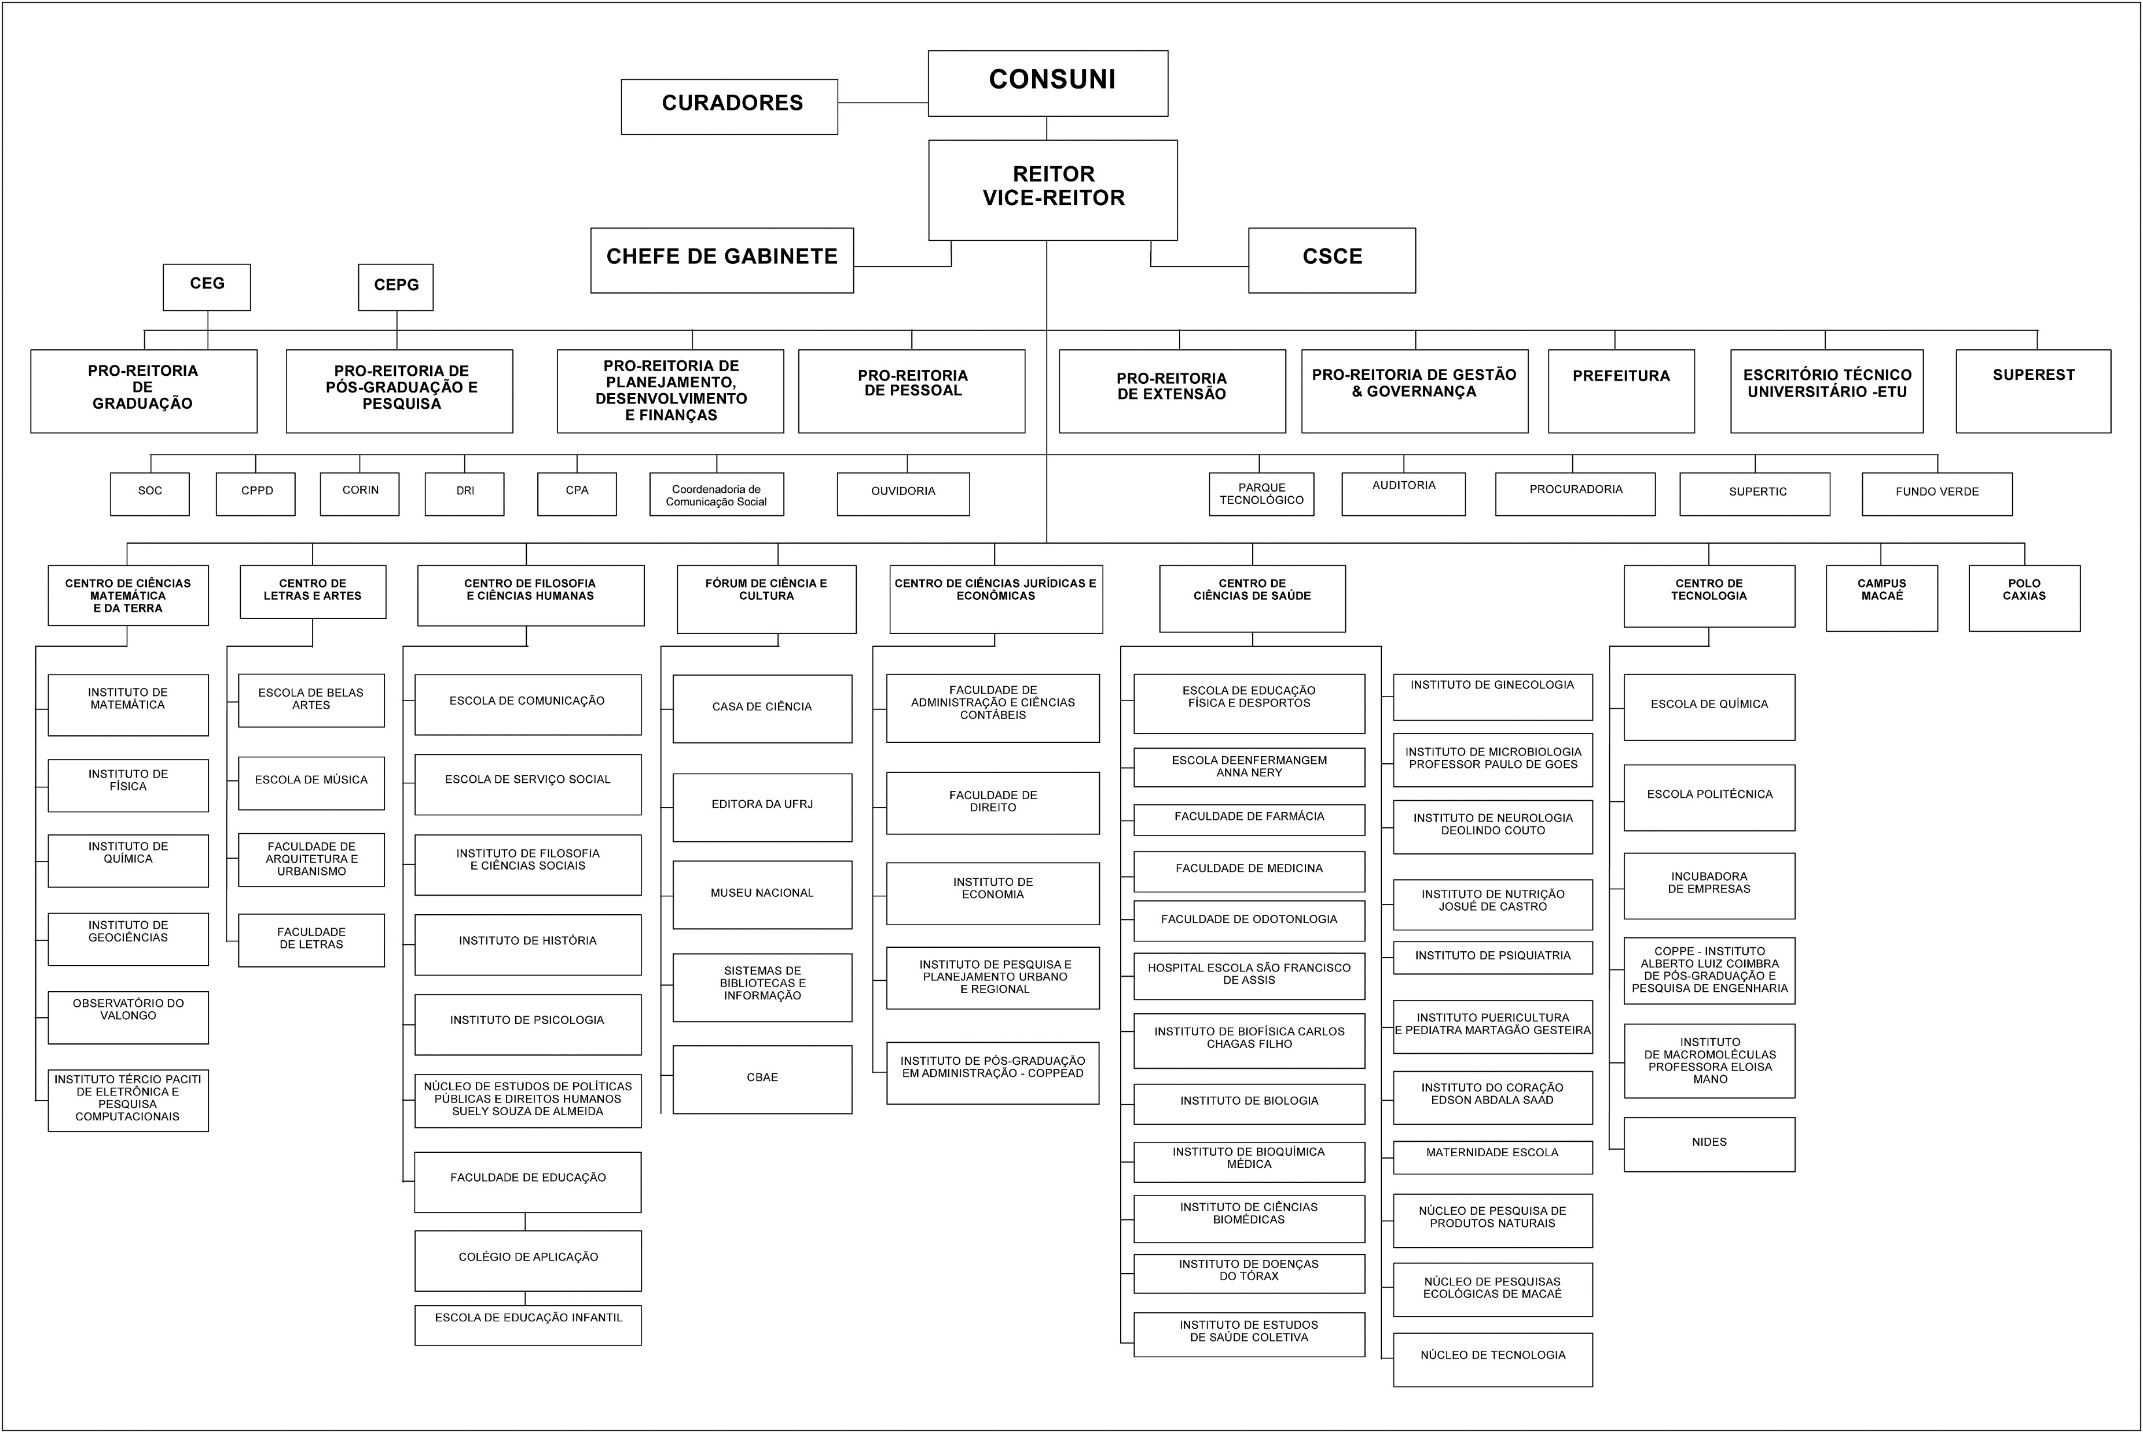 CONSUNI
CURADORES
REITOR
VICE-REITOR
CHEFE DE GABINETE
CSCE
CEG
CEPG
PRO-REITORIA
DE
GRADUAÇÃO
PRO-REITORIA DE
PÓS-GRADUAÇÃO E
PESQUISA
PRO-REITORIA DE
PLANEJAMENTO,
DESENVOLVIMENTO
E FINANÇAS
PRO-REITORIA
DE PESSOAL
PRO-REITORIA
DE EXTENSÃO
PRO-REITORIA DE GESTÃO
& GOVERNANÇA
PREFEITURA
ESCRITÓRIO TÉCNICO
UNIVERSITÁRIO -ETU
SUPEREST
SOC
CPPD
CORIN
DRI
CPA
Coordenadoria de
Comunicação Social
OUVIDORIA
PARQUE
TECNOLÓGICO
AUDITORIA
PROCURADORIA
SUPERTIC
FUNDO VERDE
CENTRO DE CIÊNCIAS
MATEMÁTICA
E DA TERRA
CENTRO DE
LETRAS E ARTES
CENTRO DE FILOSOFIA
E CIÊNCIAS HUMANAS
FÓRUM DE CIÊNCIA E
CULTURA
CENTRO DE CIÊNCIAS JURÍDICAS E
ECONÔMICAS
CENTRO DE
CIÊNCIAS DE SAÚDE
CENTRO DE
TECNOLOGIA
CAMPUS
MACAÉ
POLO
CAXIAS
INSTITUTO DE
MATEMÁTICA
INSTITUTO DE
FÍSICA
INSTITUTO DE
QUÍMICA
INSTITUTO DE
GEOCIÊNCIAS
OBSERVATÓRIO DO
VALONGO
INSTITUTO TÉRCIO PACITI
DE ELETRÔNICA E
PESQUISA
COMPUTACIONAIS
ESCOLA DE BELAS
ARTES
ESCOLA DE MÚSICA
FACULDADE DE
ARQUITETURA E
URBANISMO
FACULDADE
DE LETRAS
ESCOLA DE COMUNICAÇÃO
ESCOLA DE SERVIÇO SOCIAL
INSTITUTO DE FILOSOFIA
E CIÊNCIAS SOCIAIS
INSTITUTO DE HISTÓRIA
INSTITUTO DE PSICOLOGIA
NÚCLEO DE ESTUDOS DE POLÍTICAS
PÚBLICAS E DIREITOS HUMANOS
SUELY SOUZA DE ALMEIDA
FACULDADE DE EDUCAÇÃO
COLÉGIO DE APLICAÇÃO
ESCOLA DE EDUCAÇÃO INFANTIL
CASA DE CIÊNCIA
EDITORA DA UFRJ
MUSEU NACIONAL
SISTEMAS DE
BIBLIOTECAS E
INFORMAÇÃO
CBAE
FACULDADE DE
ADMINISTRAÇÃO E CIÊNCIAS
CONTÁBEIS
FACULDADE DE
DIREITO
INSTITUTO DE
ECONOMIA
INSTITUTO DE PESQUISA E
PLANEJAMENTO URBANO
E REGIONAL
INSTITUTO DE PÓS-GRADUAÇÃO
EM ADMINISTRAÇÃO - COPPEAD
ESCOLA DE EDUCAÇÃO
FÍSICA E DESPORTOS
ESCOLA DEENFERMANGEM
ANNA NERY
FACULDADE DE FARMÁCIA
FACULDADE DE MEDICINA
FACULDADE DE ODOTONLOGIA
HOSPITAL ESCOLA SÃO FRANCISCO
DE ASSIS
INSTITUTO DE BIOFÍSICA CARLOS
CHAGAS FILHO
INSTITUTO DE BIOLOGIA
INSTITUTO DE BIOQUÍMICA
MÉDICA
INSTITUTO DE CIÊNCIAS
BIOMÉDICAS
INSTITUTO DE DOENÇAS
DO TÓRAX
INSTITUTO DE ESTUDOS
DE SAÚDE COLETIVA
INSTITUTO DE GINECOLOGIA
INSTITUTO DE MICROBIOLOGIA
PROFESSOR PAULO DE GOES
INSTITUTO DE NEUROLOGIA
DEOLINDO COUTO
INSTITUTO DE NUTRIÇÃO
JOSUÉ DE CASTRO
INSTITUTO DE PSIQUIATRIA
INSTITUTO PUERICULTURA
E PEDIATRA MARTAGÃO GESTEIRA
INSTITUTO DO CORAÇÃO
EDSON ABDALA SAAD
MATERNIDADE ESCOLA
NÚCLEO DE PESQUISA DE
PRODUTOS NATURAIS
NÚCLEO DE PESQUISAS
ECOLÓGICAS DE MACAÉ
NÚCLEO DE TECNOLOGIA
ESCOLA DE QUÍMICA
ESCOLA POLITÉCNICA
INCUBADORA
DE EMPRESAS
COPPE - INSTITUTO
ALBERTO LUIZ COIMBRA
DE PÓS-GRADUAÇÃO E
PESQUISA DE ENGENHARIA
INSTITUTO
DE MACROMOLÉCULAS
PROFESSORA ELOISA
MANO
NIDES